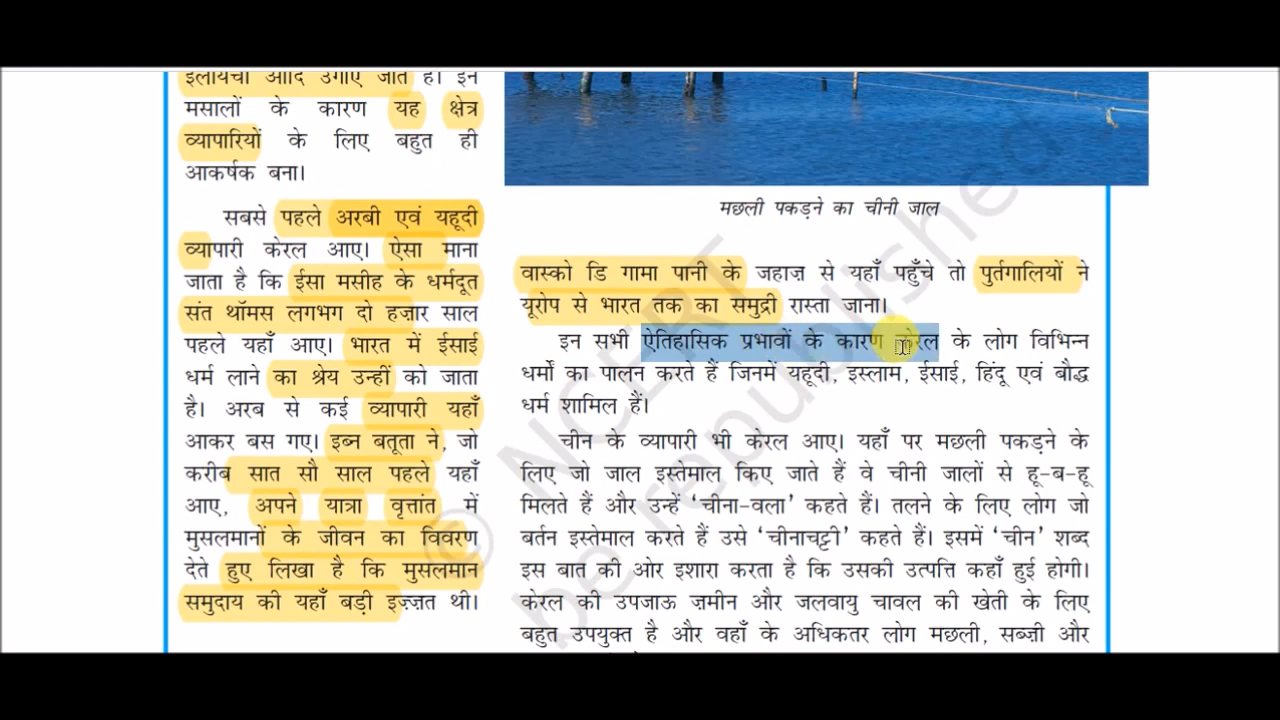 इलायची आदि उगाए जाते हैं। इन
मसालों के कारण यह क्षेत्र
व्यापारियों के लिए बहुत ही
आकर्षक बना।
सबसे पहले अरबी एवं यहूदी
व्यापारी केरल आए। ऐसा माना
जाता है कि ईसा मसीह के धर्मदूत
संत थॉमस लगभग दो हज़ार साल
पहले यहाँ आए। भारत में ईसाई
धर्म लाने का श्रेय उन्हीं को जाता
है। अरब से कई व्यापारी यहाँ
आकर बस गए। इब्न बतूता ने, जो
करीब सात सौ साल पहले यहाँ
आए, अपने यात्रा वृत्तांत में
मुसलमानों के जीवन का विवरण
देते हुए लिखा है कि मुसलमान
समुदाय की यहाँ बड़ी इज़्ज़त थी।
मछली पकड़ने का चीनी जाल
वास्को डि गामा पानी के जहाज़ से यहाँ पहुँचे तो पुर्तगालियों ने
यूरोप से भारत तक का समुद्री रास्ता जाना।
इन सभी ऐतिहासिक प्रभावों के कारण केरल के लोग विभिन्न
धर्मों का पालन करते हैं जिनमें यहूदी, इस्लाम, ईसाई, हिंदू एवं बौद्ध
धर्म शामिल हैं।
चीन के व्यापारी भी केरल आए। यहाँ पर मछली पकड़ने के
लिए जो जाल इस्तेमाल किए जाते हैं वे चीनी जालों से हू-ब-हू
मिलते हैं और उन्हें ‘चीना-वला’ कहते हैं। तलने के लिए लोग जो
बर्तन इस्तेमाल करते हैं उसे ‘चीनाचट्टी’ कहते हैं। इसमें ‘चीन’ शब्द
इस बात की ओर इशारा करता है कि उसकी उत्पत्ति कहाँ हुई होगी।
केरल की उपजाऊ ज़मीन और जलवायु चावल की खेती के लिए
बहुत उपयुक्त है और वहाँ के अधिकतर लोग मछली, सब्ज़ी और
© NCERT
be republished